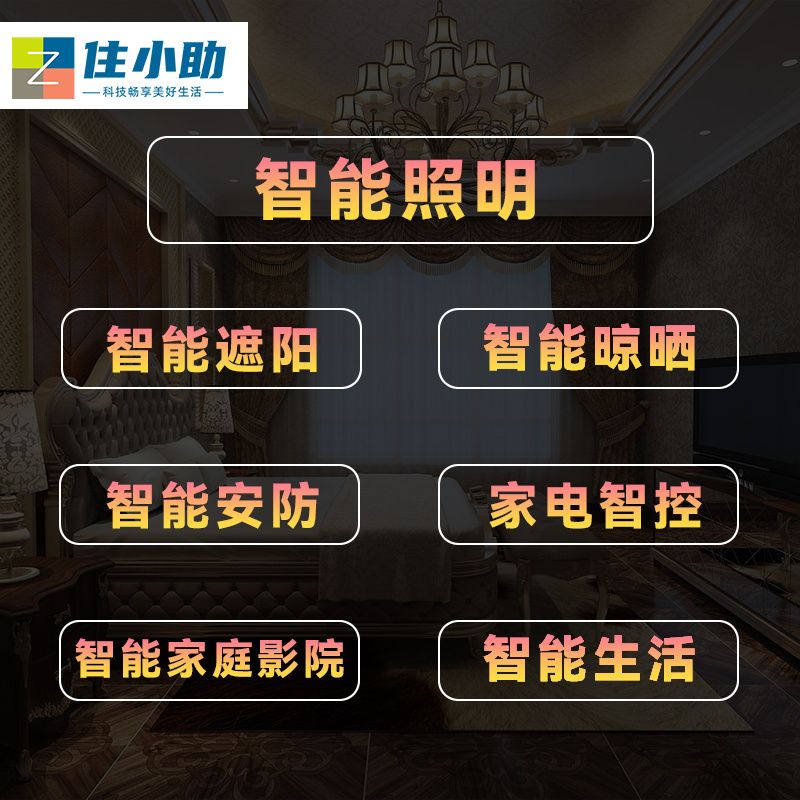 住小助
科技畅享美好生活
智能照明
智能遮阳
智能晾晒
智能安防
家电智控
智能家庭影院
智能生活